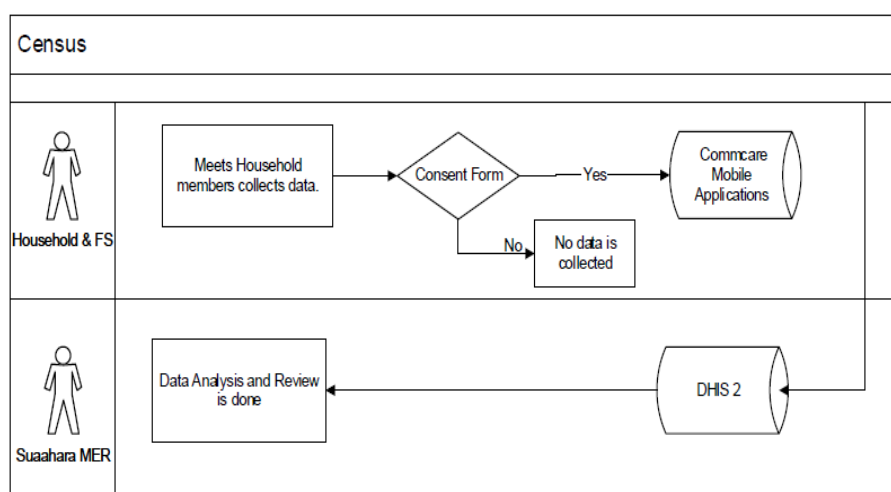 Census
Meets Household
members collects data.
Consent Form
Yes
Commcare
Mobile
Applications
Household & FS
No
No data is
collected
Data Analysis and Review
is done
DHIS 2
Suaahara MER